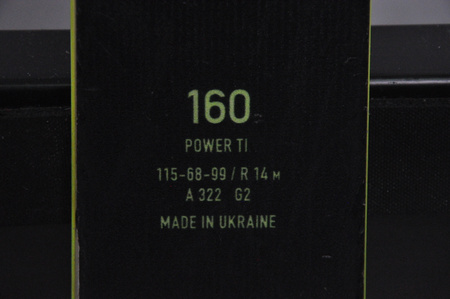 160
POWER TI
115-68-99 / R 14 M
A 322 G2
MADE IN UKRAINE